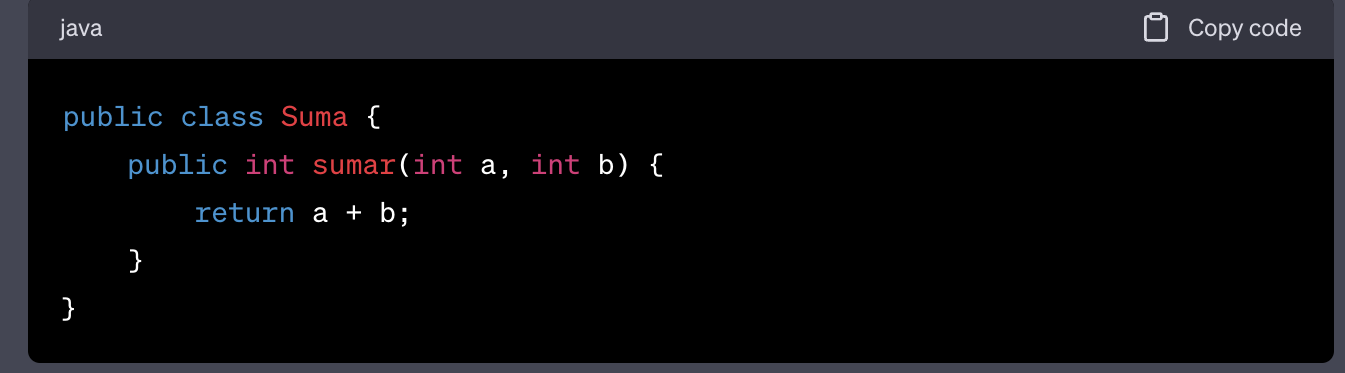 java Copy code
public class Suma {
    public int sumar(int a, int b) {
        return a + b;
    }
}